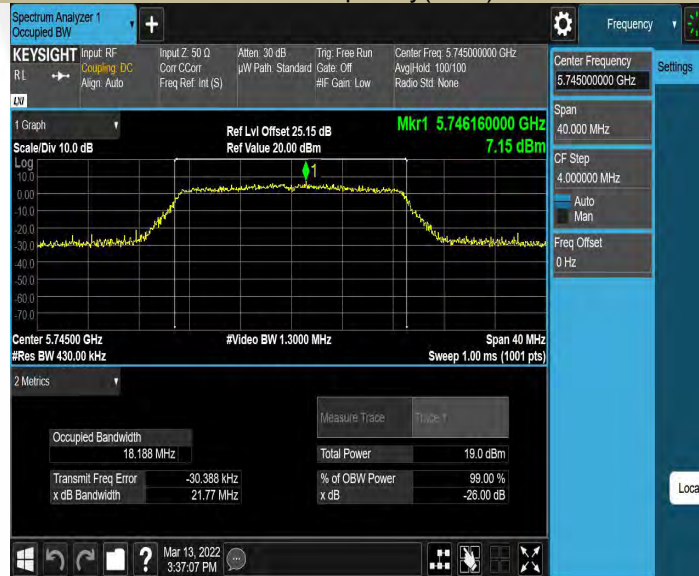 Spectrum Analyzer 1
Occupied BW
Frequency
KEYSIGHT
RL
LXI
Input: RF
Coupling: DC
Align: Auto
Input Z: 50 Ω
Corr CCorr
Freq Ref: Int (S)
Atten: 30 dB
µW Path: Standard
Trig: Free Run
Gate: Off
#IF Gain: Low
Center Freq: 5.745000000 GHz
Avg|Hold: 100/100
Radio Std: None
Center Frequency
5.745000000 GHz
Settings
Span
40.000 MHz
CF Step
4.000000 MHz
Auto
Man
Freq Offset
0 Hz
1 Graph
Scale/Div 10.0 dB
Ref Lvl Offset 25.15 dB
Ref Value 20.00 dBm
Mkr1 5.746160000 GHz
7.15 dBm
Log
10.0
0.00
-10.0
-20.0
-30.0
-40.0
-50.0
-60.0
-70.0
1
Center 5.74500 GHz
#Res BW 430.00 kHz
#Video BW 1.3000 MHz
Span 40 MHz
Sweep 1.00 ms (1001 pts)
2 Metrics
Measure Trace
Occupied Bandwidth
18.188 MHz
Total Power 19.0 dBm
Transmit Freq Error -30.388 kHz
% of OBW Power 99.00 %
x dB Bandwidth 21.77 MHz
x dB -26.00 dB
Loca
Mar 13, 2022
3:37:07 PM